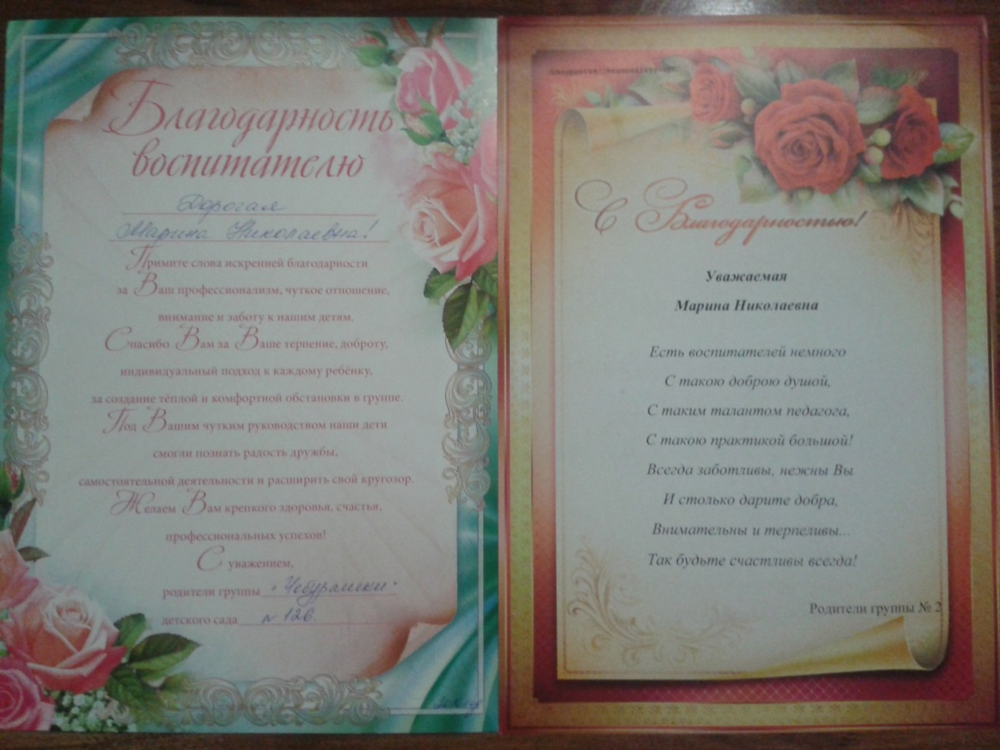 Благодарность
воспитателю
Дорогая
Марина Николаевна!
Примите слова искренней благодарности
за Ваш профессионализм, чуткое отношение,
внимание и заботу к нашим детям.
Спасибо Вам за Ваше терпение, доброту,
индивидуальный подход к каждому ребёнку,
за создание тёплой и комфортной обстановки в группе.
Под Вашим чутким руководством наши дети
смогли познать радость дружбы,
самостоятельной деятельности и расширить свой кругозор.
Желаем Вам крепкого здоровья, счастья,
профессиональных успехов!
С уважением,
родители группы "Чебурашки"
детского сада № 126.
С Благодарностью!
Уважаемая
Марина Николаевна
Есть воспитателей немного
С такою доброю душой,
С таким талантом педагога,
С такою практикой большой!
Всегда заботливы, нежны Вы
И столько дарите добра,
Внимательны и терпеливы...
Так будьте счастливы всегда!
Родители группы № 2